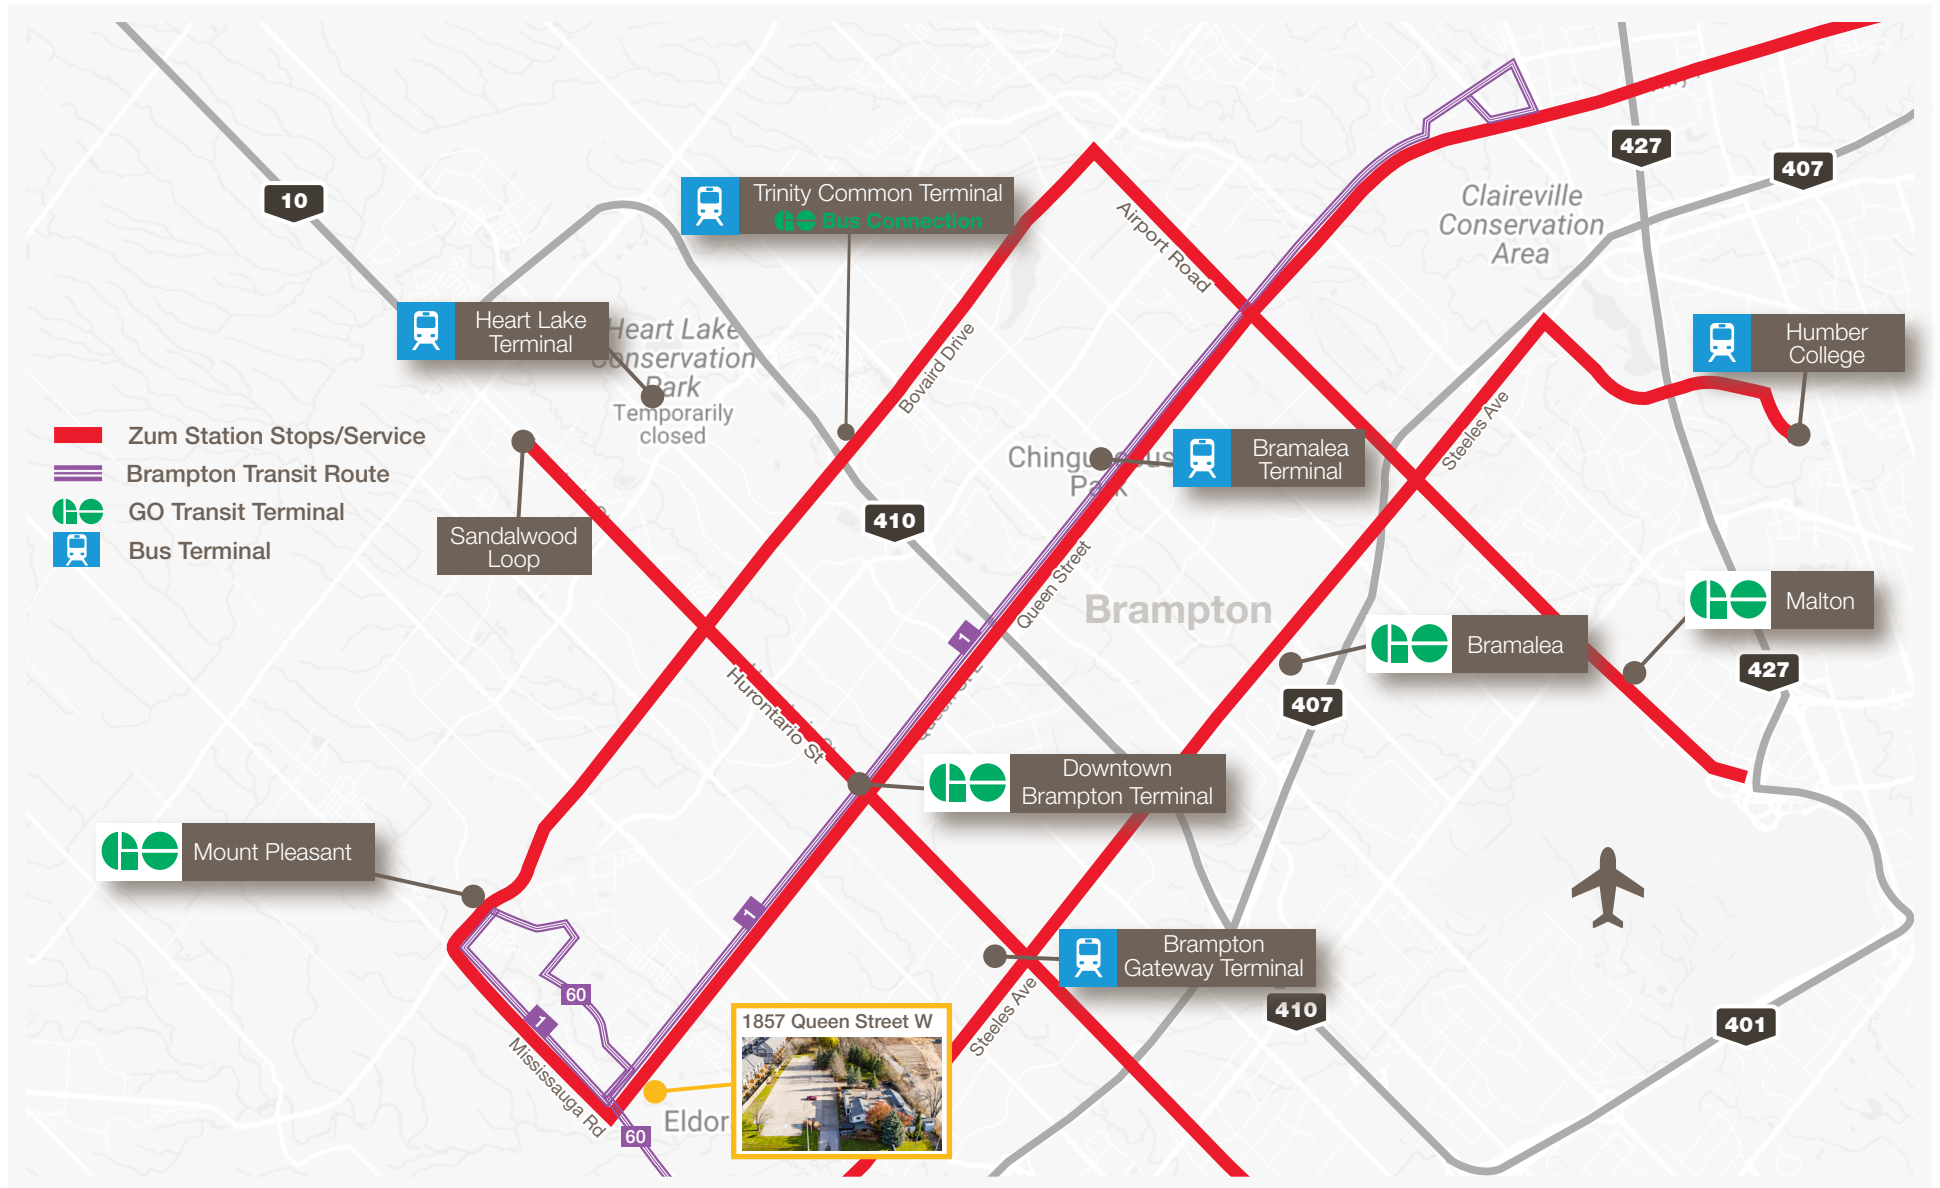 10
427
407
Claireville
Conservation
Area
Trinity Common Terminal
GO Bus Connection
Airport Road
Heart Lake
Terminal
Heart Lake
Conservation
Park
Temporarily
closed
Bovaird Drive
Humber
College
Zum Station Stops/Service
Brampton Transit Route
GO Transit Terminal
Bus Terminal
Steeles Ave
Bramalea
Terminal
Sandalwood
Loop
410
Queen Street
Brampton
1
Malton
Bramalea
427
407
Hurontario St
Downtown
Brampton Terminal
Mount Pleasant
1
Brampton
Gateway Terminal
60
1
Steeles Ave
410
401
1857 Queen Street W
Mississauga Rd
60